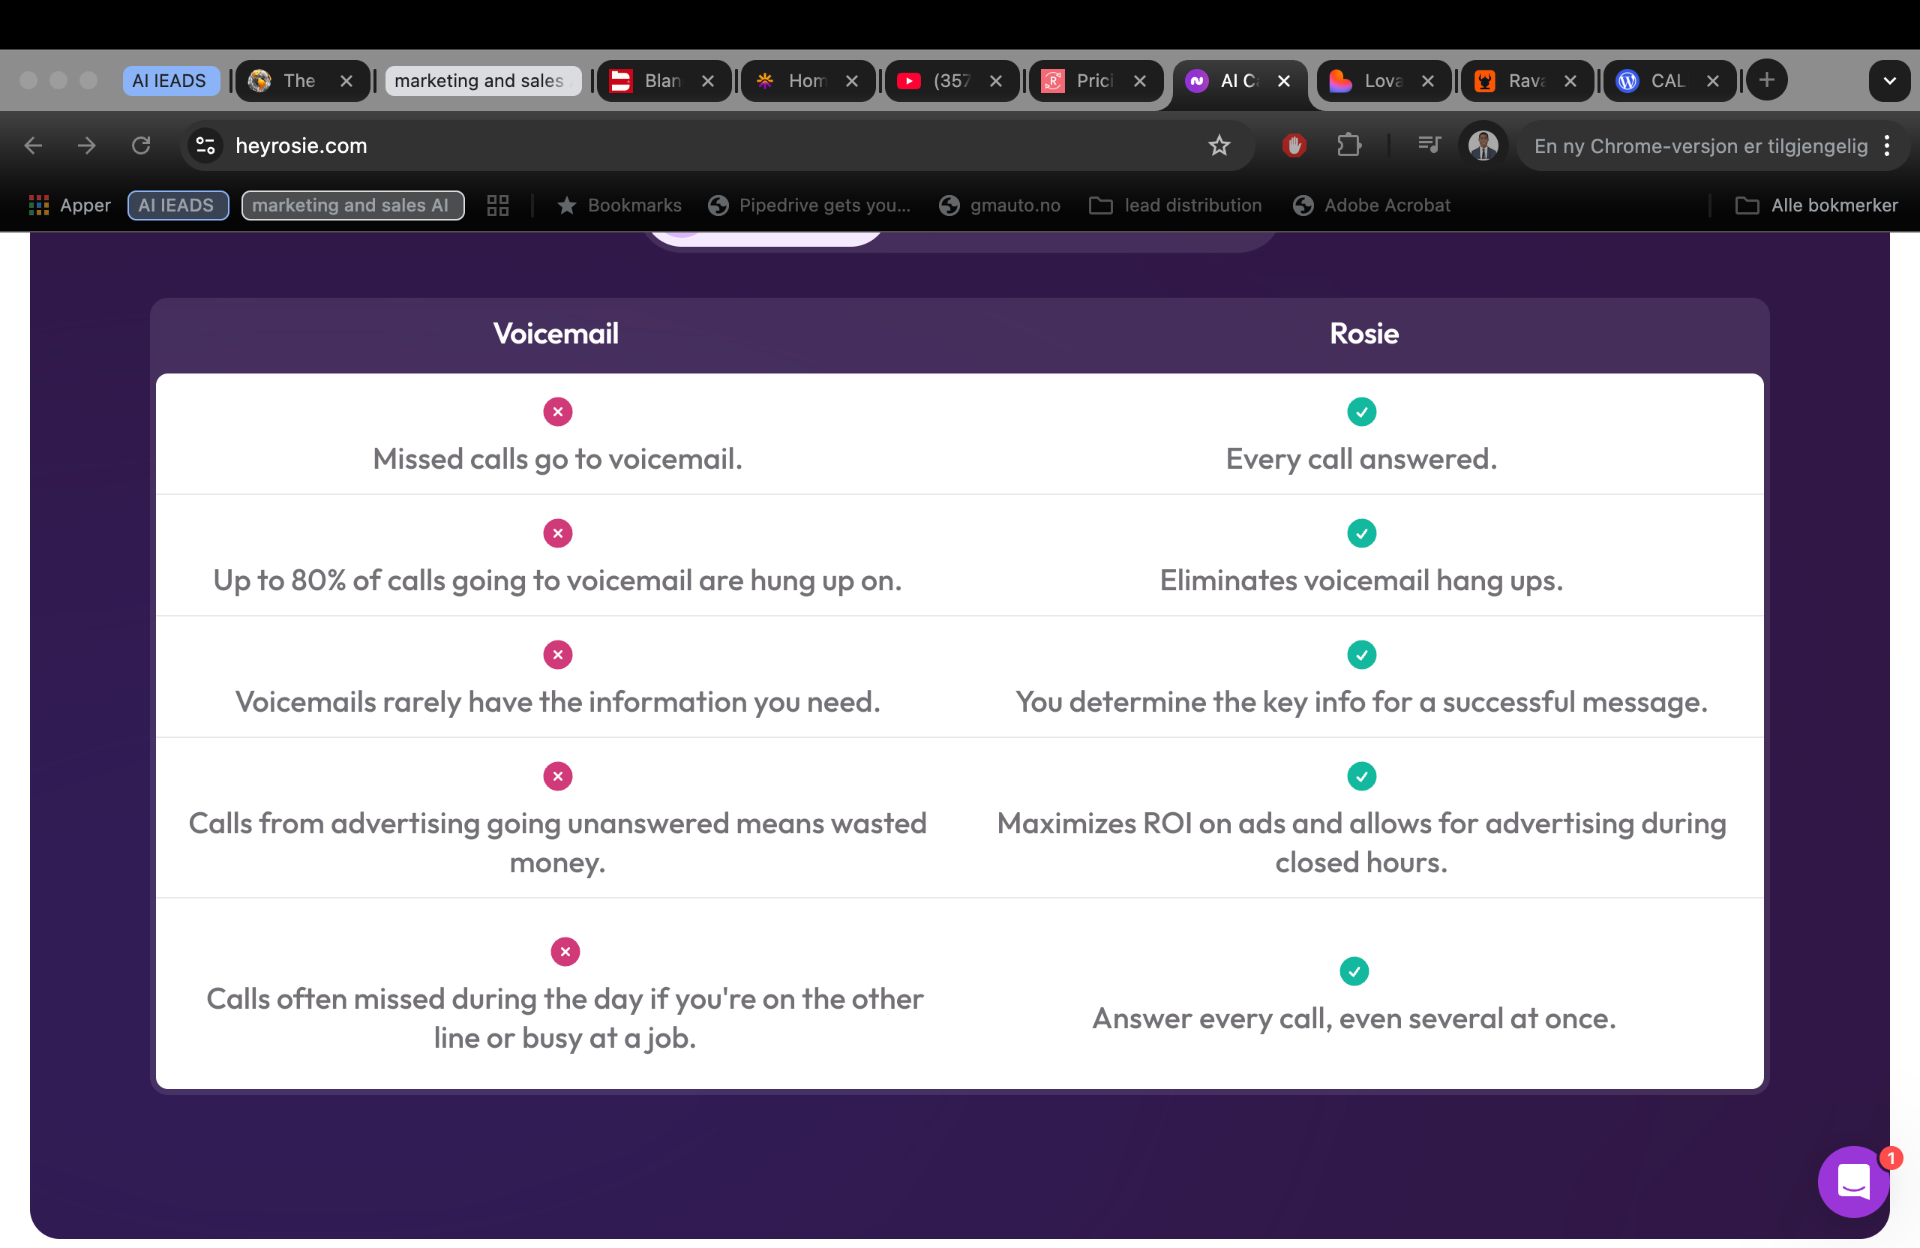 AI IEADS
The
marketing and sales
Blan
Hom
(357
Prici
AI C
Lova
Rava
CAL
heyrosie.com
En ny Chrome-versjon er tilgjengelig
Apper
AI IEADS
marketing and sales AI
Bookmarks
Pipedrive gets you...
gmauto.no
lead distribution
Adobe Acrobat
Alle bokmerker
Voicemail
Rosie
Missed calls go to voicemail.
Every call answered.
Up to 80% of calls going to voicemail are hung up on.
Eliminates voicemail hang ups.
Voicemails rarely have the information you need.
You determine the key info for a successful message.
Calls from advertising going unanswered means wasted
money.
Maximizes ROI on ads and allows for advertising during
closed hours.
Calls often missed during the day if you're on the other
line or busy at a job.
Answer every call, even several at once.
1